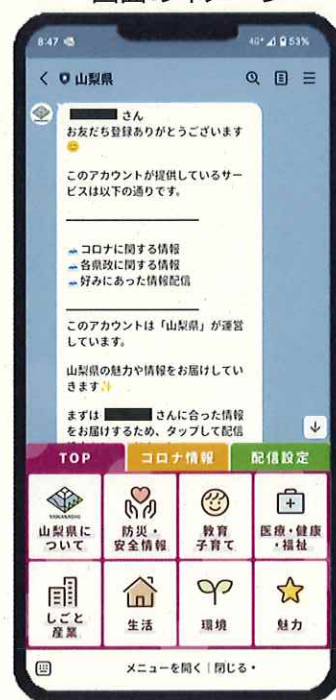 8:47
4G+ 53%
山梨県
さん
お友だち登録ありがとうございます
このアカウントが提供しているサー
ビスは以下の通りです。
コロナに関する情報
各県政に関する情報
好みにあった情報配信
このアカウントは「山梨県」が運営
しています。
山梨県の魅力や情報をお届けしてい
きます
まずは さんに合った情報
をお届けするため、タップして配信
TOP
コロナ情報
配信設定
YAMANASHI
山梨県に
ついて
防災・
安全情報
教育
子育て
医療・健康
・福祉
しごと
産業
生活
環境
魅力
メニューを開く｜閉じる